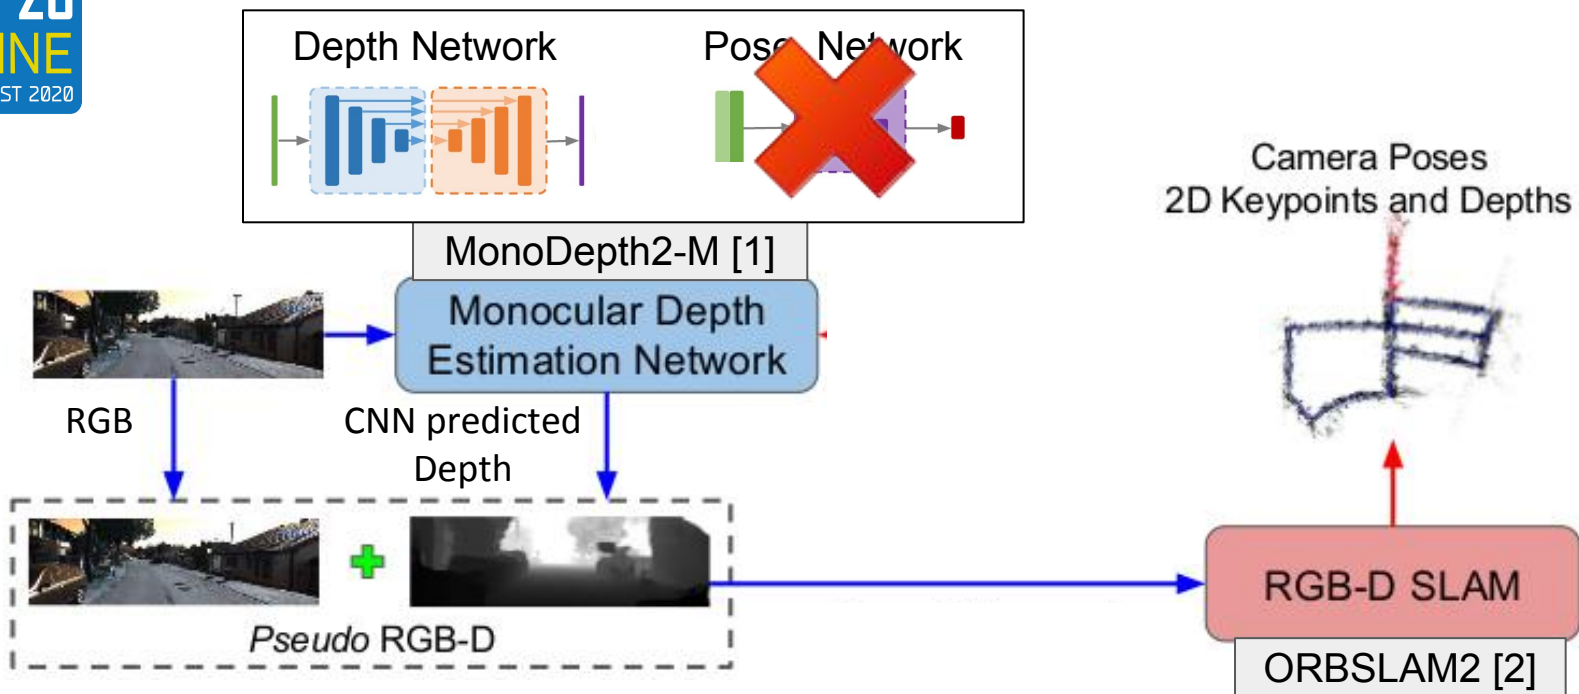 20
INE
ST 2020
Depth Network
Pose Network
MonoDepth2-M [1]
Monocular Depth
Estimation Network
Camera Poses
2D Keypoints and Depths
RGB
CNN predicted
Depth
Pseudo RGB-D
RGB-D SLAM
ORBSLAM2 [2]